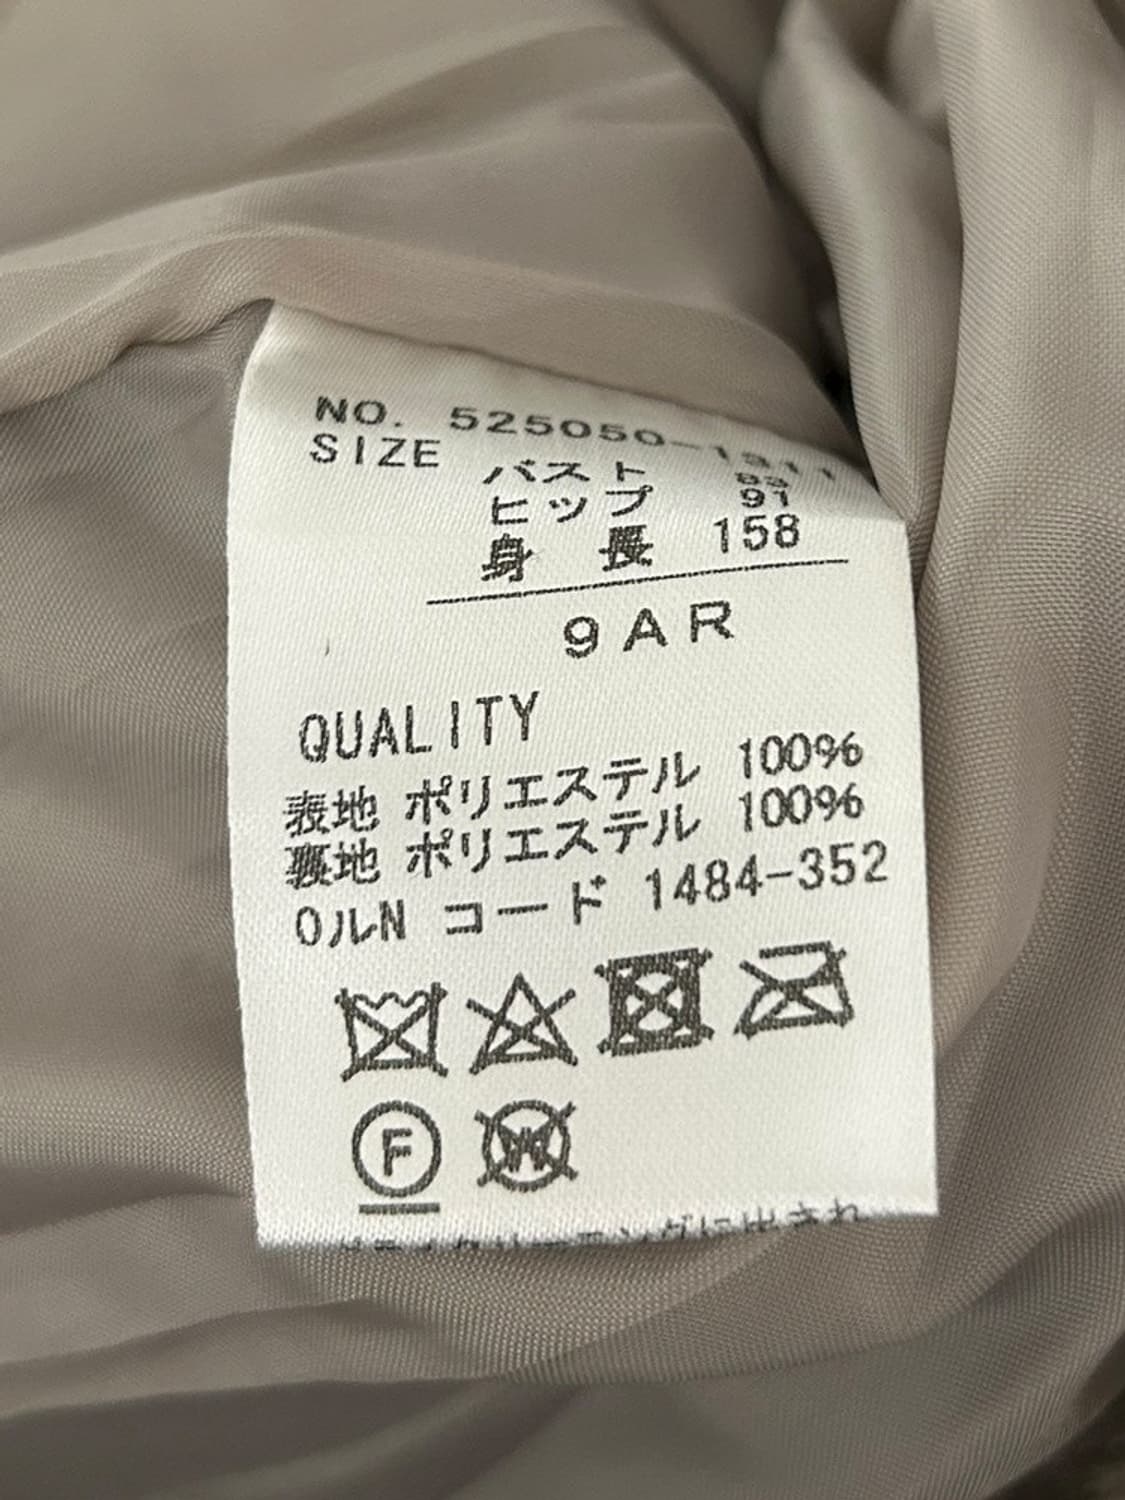 NO. 525050-1311
SIZE
バスト 83
ヒップ 91
身長 158
9AR
QUALITY
表地 ポリエステル 100%
裏地 ポリエステル 100%
0ルN コード 1484-352
F
W